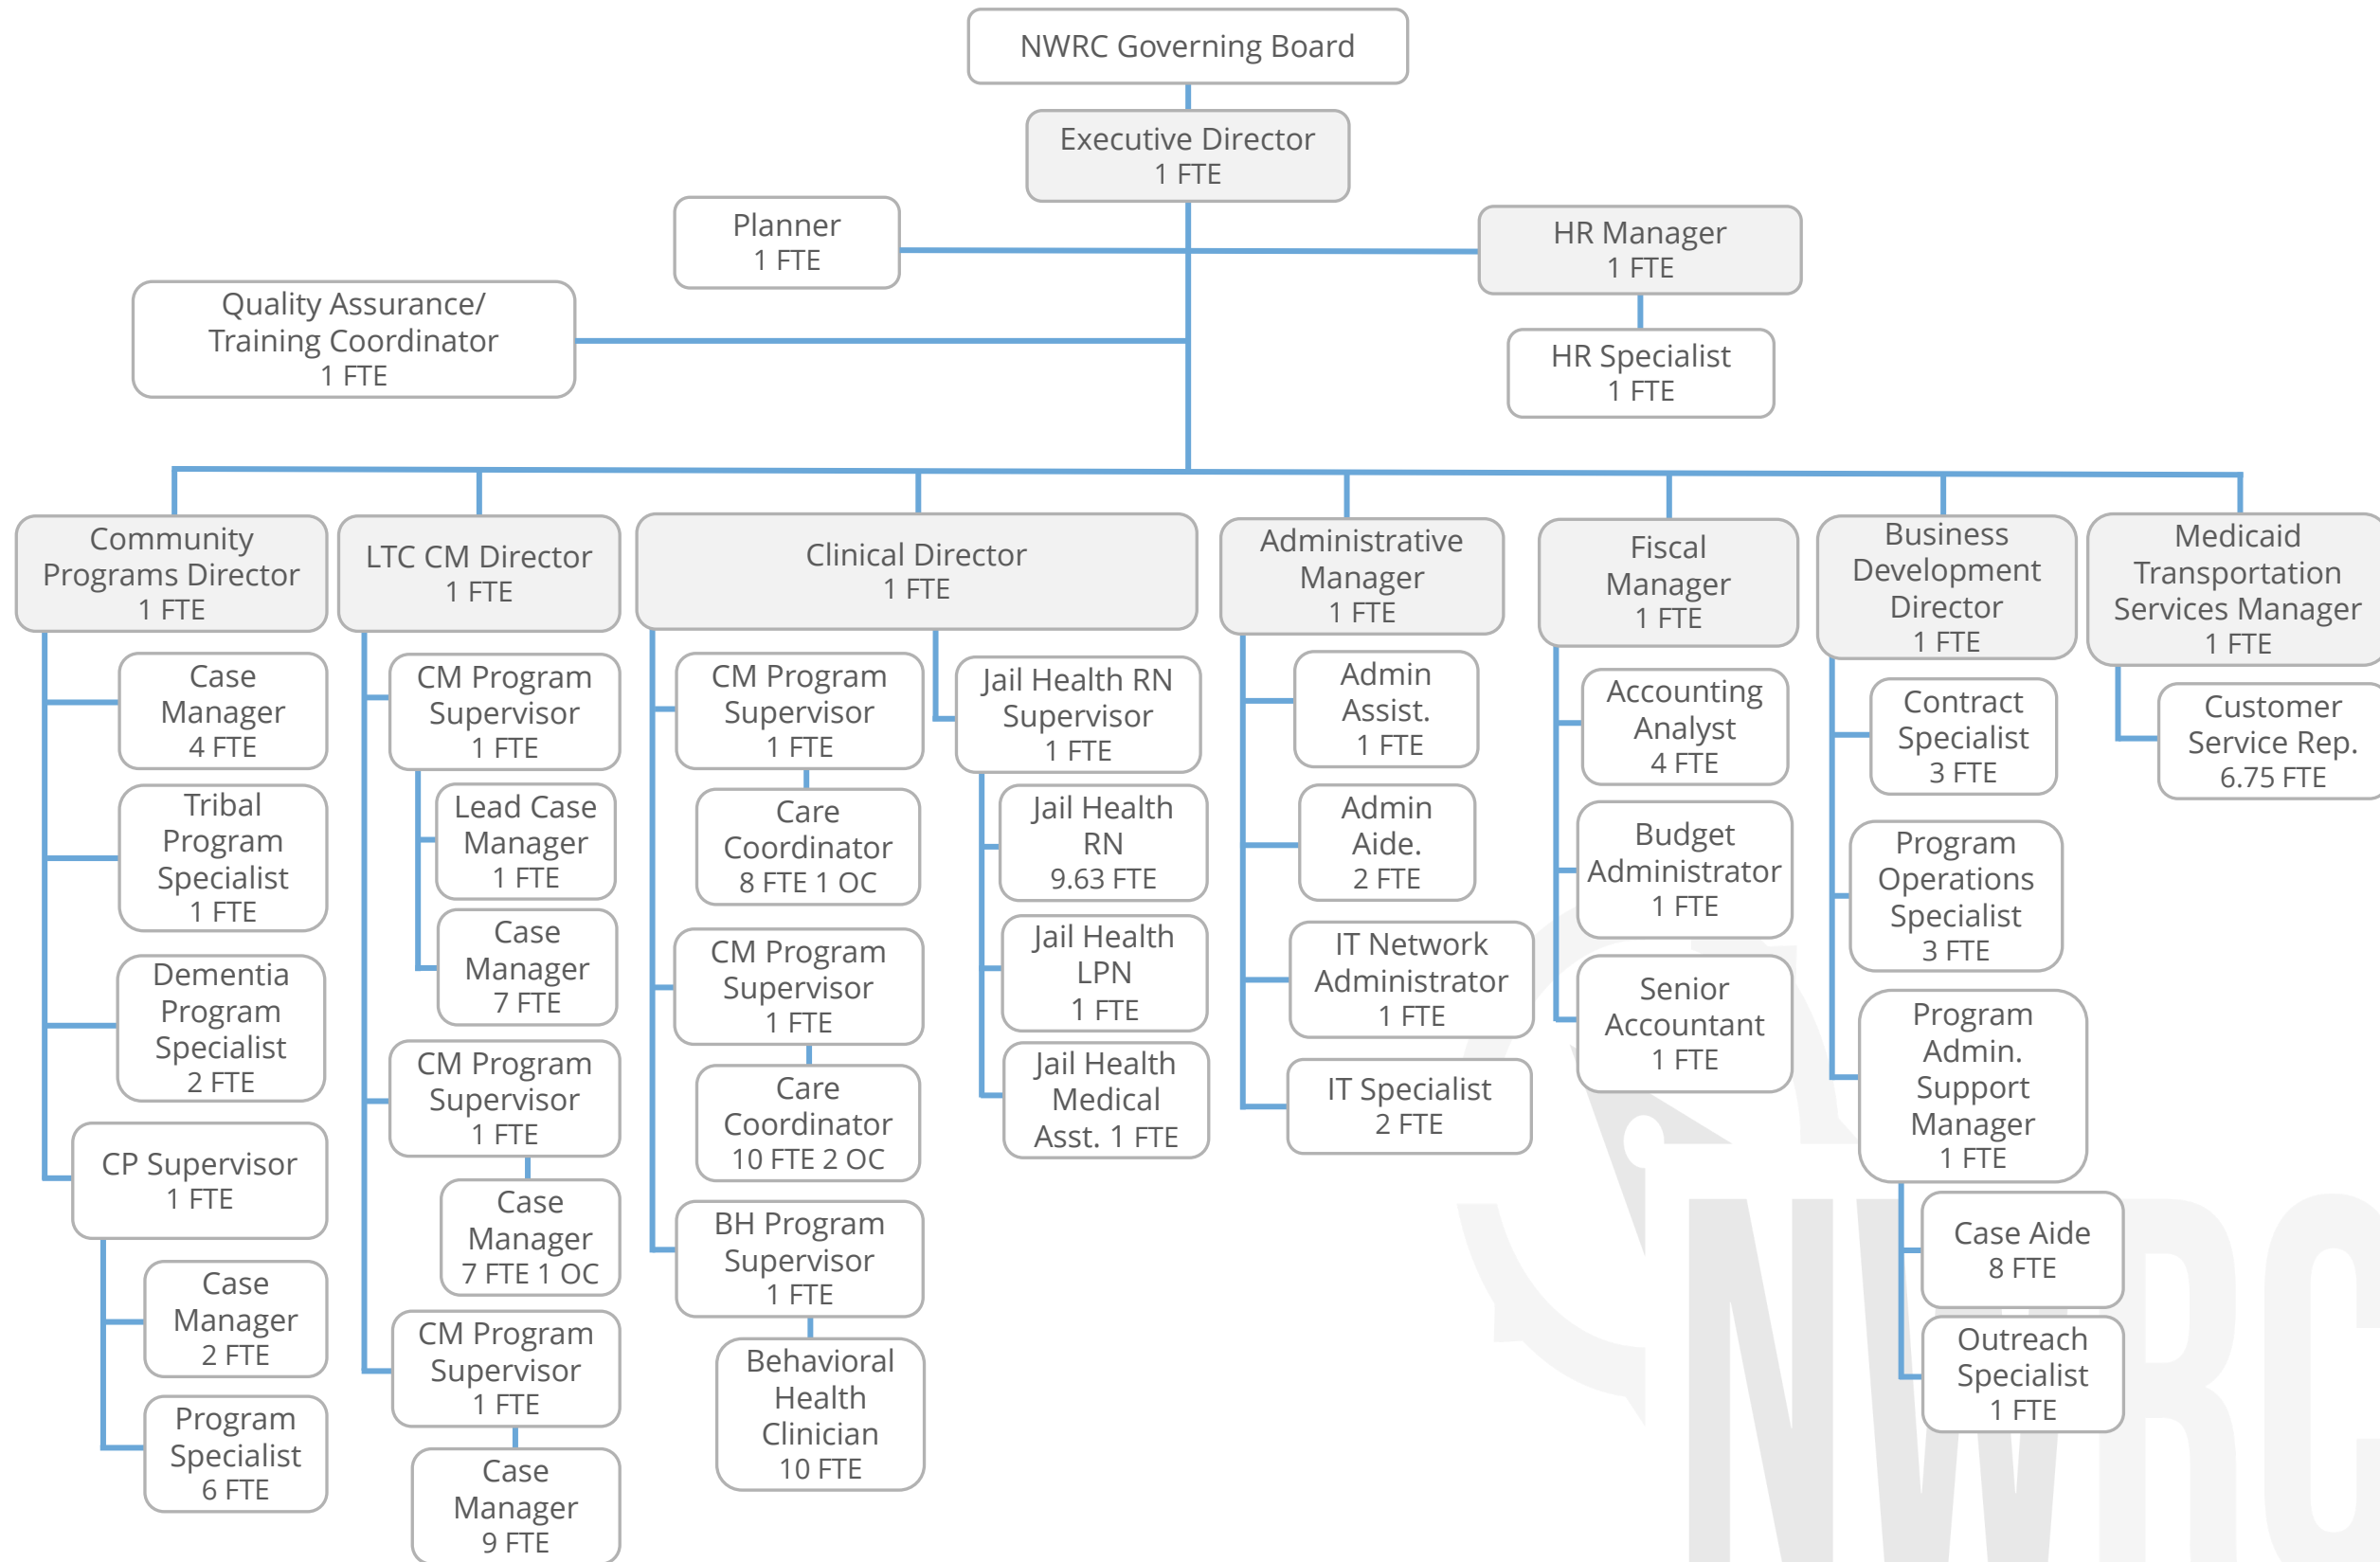 NWRC Governing Board
Executive Director
1 FTE
Planner
1 FTE
HR Manager
1 FTE
Quality Assurance/
Training Coordinator
1 FTE
HR Specialist
1 FTE
Community
Programs Director
1 FTE
Case
Manager
4 FTE
Tribal
Program
Specialist
1 FTE
Dementia
Program
Specialist
2 FTE
CP Supervisor
1 FTE
Case
Manager
2 FTE
Program
Specialist
6 FTE
LTC CM Director
1 FTE
CM Program
Supervisor
1 FTE
Lead Case
Manager
1 FTE
Case
Manager
7 FTE
CM Program
Supervisor
1 FTE
Case
Manager
7 FTE 1 OC
CM Program
Supervisor
1 FTE
Case
Manager
9 FTE
Clinical Director
1 FTE
CM Program
Supervisor
1 FTE
Care
Coordinator
8 FTE 1 OC
CM Program
Supervisor
1 FTE
Care
Coordinator
10 FTE 2 OC
BH Program
Supervisor
1 FTE
Behavioral
Health
Clinician
10 FTE
Jail Health RN
Supervisor
1 FTE
Jail Health
RN
9.63 FTE
Jail Health
LPN
1 FTE
Jail Health
Medical
Asst. 1 FTE
Administrative
Manager
1 FTE
Admin
Assist.
1 FTE
Admin
Aide.
2 FTE
IT Network
Administrator
1 FTE
IT Specialist
2 FTE
Fiscal
Manager
1 FTE
Accounting
Analyst
4 FTE
Budget
Administrator
1 FTE
Senior
Accountant
1 FTE
Business
Development
Director
1 FTE
Contract
Specialist
3 FTE
Program
Operations
Specialist
3 FTE
Program
Admin.
Support
Manager
1 FTE
Case Aide
8 FTE
Outreach
Specialist
1 FTE
Medicaid
Transportation
Services Manager
1 FTE
Customer
Service Rep.
6.75 FTE
NWRC